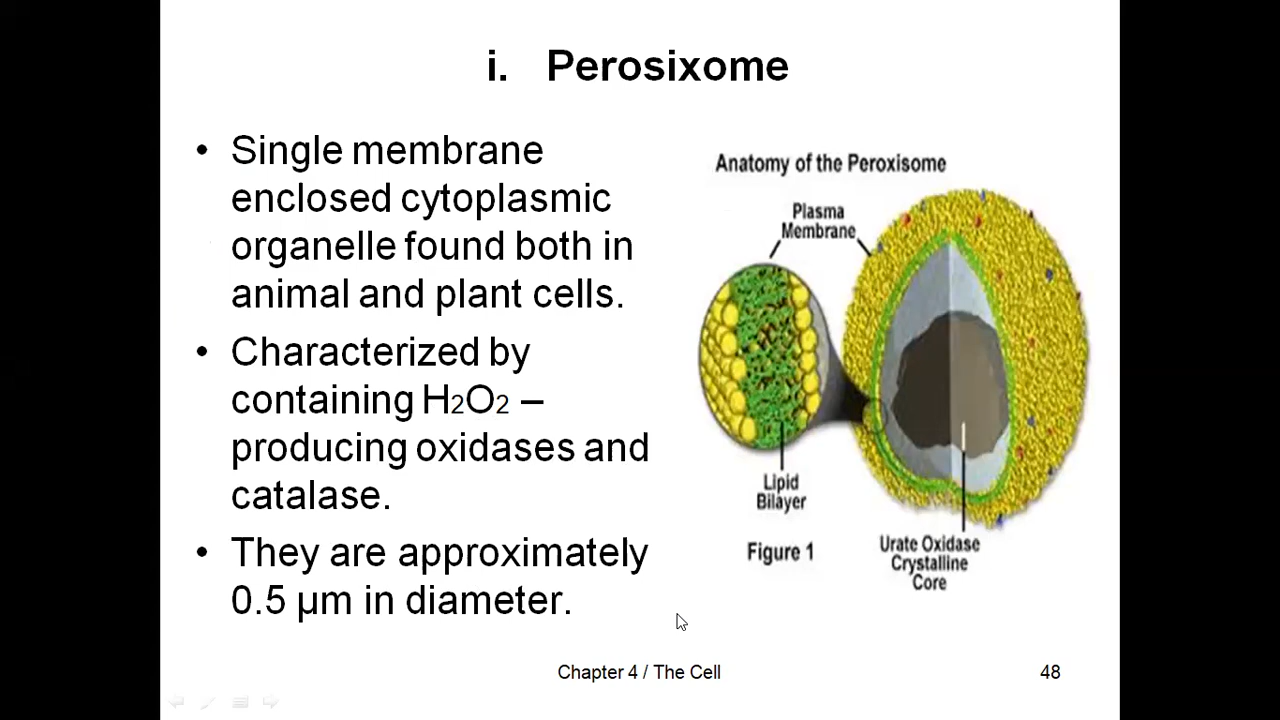 i. Perosixome
• Single membrane
enclosed cytoplasmic
organelle found both in
animal and plant cells.
• Characterized by
containing H2O2 –
producing oxidases and
catalase.
• They are approximately
0.5 µm in diameter.
Anatomy of the Peroxisome
Plasma
Membrane
Lipid
Bilayer
Figure 1
Urate Oxidase
Crystalline
Core
Chapter 4 / The Cell
48